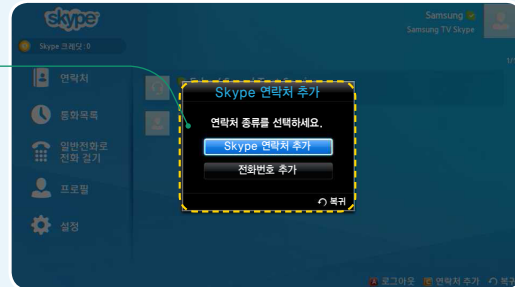 skype
Samsung
Samsung TV Skype
Skype 크레딧 : 0
1/1
연락처
통화목록
일반전화로
전화 걸기
프로필
설정
Skype 연락처 추가
연락처 종류를 선택하세요.
Skype 연락처 추가
전화번호 추가
복귀
로그아웃 연락처 추가 복귀